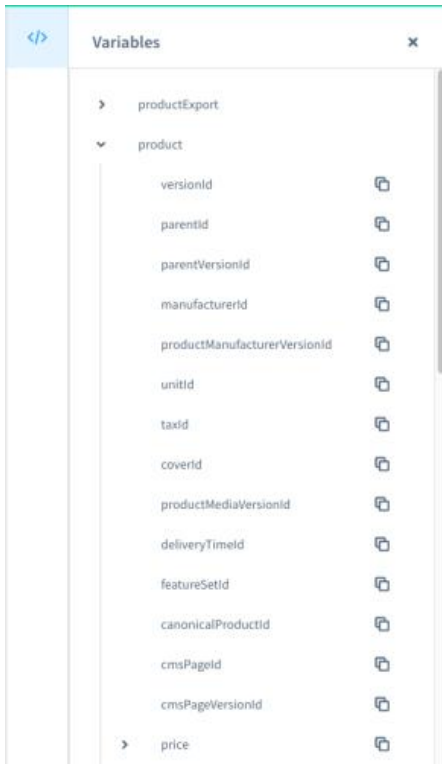 </>
Variables
productExport
product
versionId
parentId
parentVersionId
manufacturerId
productManufacturerVersionId
unitId
taxId
coverId
productMediaVersionId
deliveryTimeId
featureSetId
canonicalProductId
cmsPageId
cmsPageVersionId
price